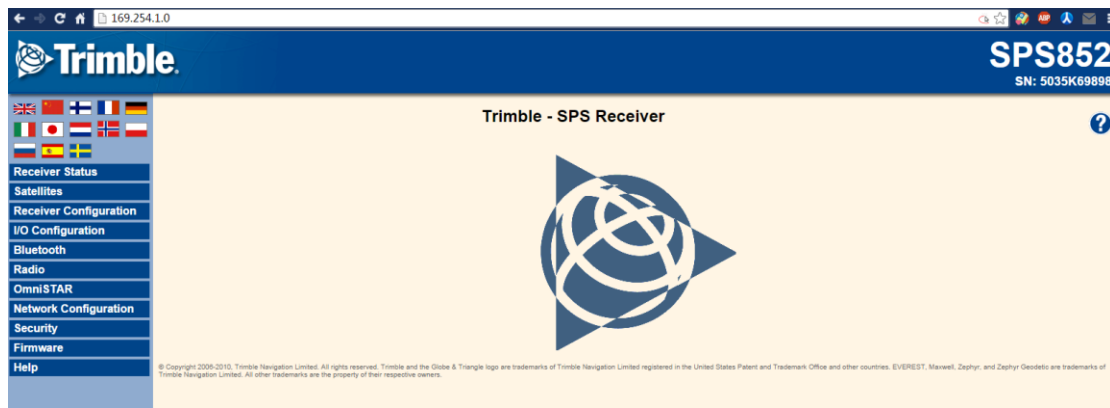 169.254.1.0
Trimble.
SPS852
SN: 5035K69898
Trimble - SPS Receiver
?
Receiver Status
Satellites
Receiver Configuration
I/O Configuration
Bluetooth
Radio
OmniSTAR
Network Configuration
Security
Firmware
Help
© Copyright 2006-2010, Trimble Navigation Limited. All rights reserved. Trimble and the Globe & Triangle logo are trademarks of Trimble Navigation Limited registered in the United States Patent and Trademark Office and other countries. EVEREST, Maxwell, Zephyr, and Zephyr Geodetic are trademarks of
Trimble Navigation Limited. All other trademarks are the property of their respective owners.